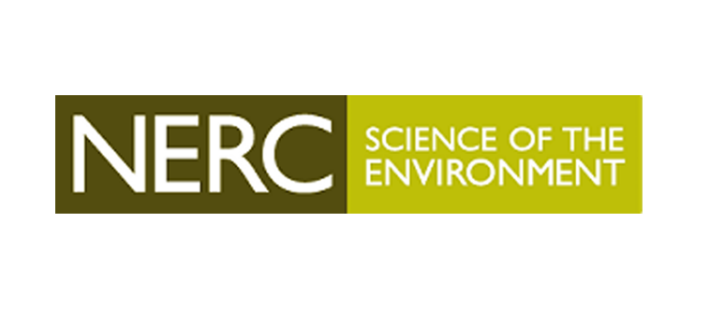 NERC
SCIENCE OF THE
ENVIRONMENT